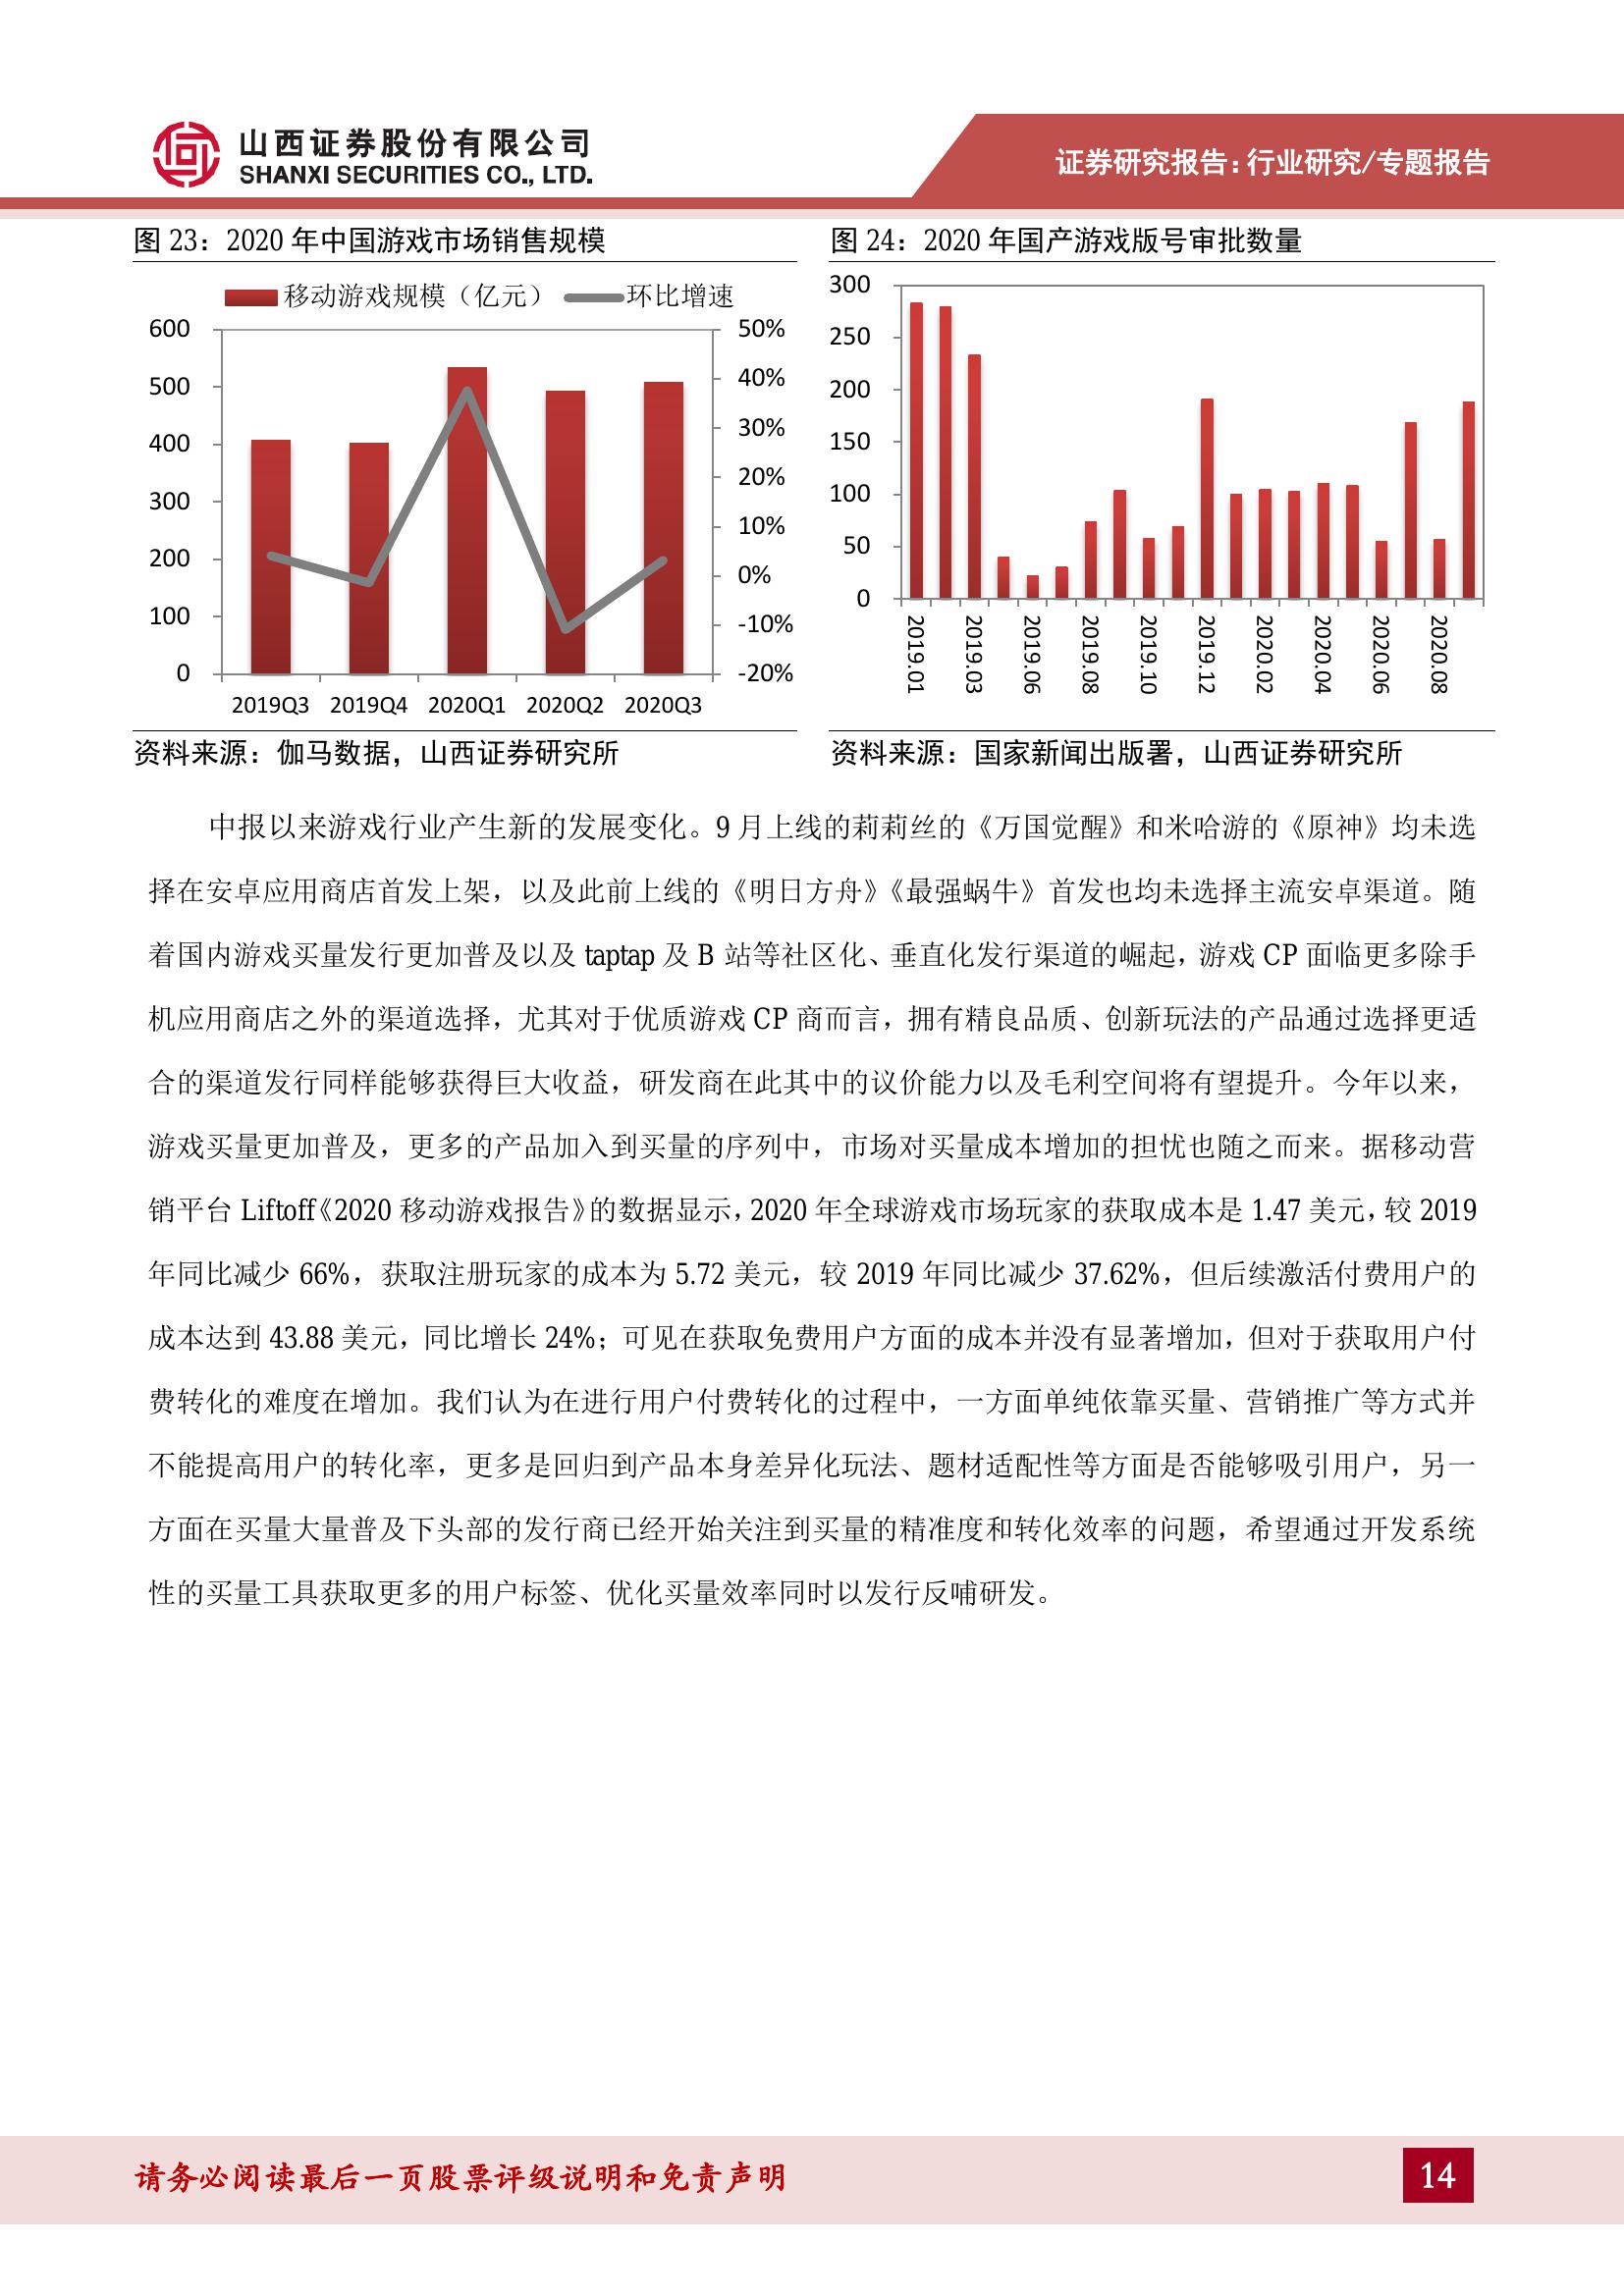 山西证券股份有限公司
SHANXI SECURITIES CO., LTD.
证券研究报告:行业研究/专题报告
图 23：2020 年中国游戏市场销售规模
移动游戏规模（亿元） 环比增速
600
500
400
300
200
100
0
50%
40%
30%
20%
10%
0%
-10%
-20%
2019Q3 2019Q4 2020Q1 2020Q2 2020Q3
资料来源：伽马数据，山西证券研究所
图 24：2020 年国产游戏版号审批数量
300
250
200
150
100
50
0
2019.01 2019.03 2019.06 2019.08 2019.10 2019.12 2020.02 2020.04 2020.06 2020.08
资料来源：国家新闻出版署，山西证券研究所
中报以来游戏行业产生新的发展变化。9 月上线的莉莉丝的《万国觉醒》和米哈游的《原神》均未选
择在安卓应用商店首发上架，以及此前上线的《明日方舟》《最强蜗牛》首发也均未选择主流安卓渠道。随
着国内游戏买量发行更加普及以及 taptap 及 B 站等社区化、垂直化发行渠道的崛起，游戏 CP 面临更多除手
机应用商店之外的渠道选择，尤其对于优质游戏 CP 商而言，拥有精良品质、创新玩法的产品通过选择更适
合的渠道发行同样能够获得巨大收益，研发商在此其中的议价能力以及毛利空间将有望提升。今年以来，
游戏买量更加普及，更多的产品加入到买量的序列中，市场对买量成本增加的担忧也随之而来。据移动营
销平台 Liftoff《2020 移动游戏报告》的数据显示，2020 年全球游戏市场玩家的获取成本是 1.47 美元，较 2019
年同比减少 66%，获取注册玩家的成本为 5.72 美元，较 2019 年同比减少 37.62%，但后续激活付费用户的
成本达到 43.88 美元，同比增长 24%；可见在获取免费用户方面的成本并没有显著增加，但对于获取用户付
费转化的难度在增加。我们认为在进行用户付费转化的过程中，一方面单纯依靠买量、营销推广等方式并
不能提高用户的转化率，更多是回归到产品本身差异化玩法、题材适配性等方面是否能够吸引用户，另一
方面在买量大量普及下头部的发行商已经开始关注到买量的精准度和转化效率的问题，希望通过开发系统
性的买量工具获取更多的用户标签、优化买量效率同时以发行反哺研发。
请务必阅读最后一页股票评级说明和免责声明
14